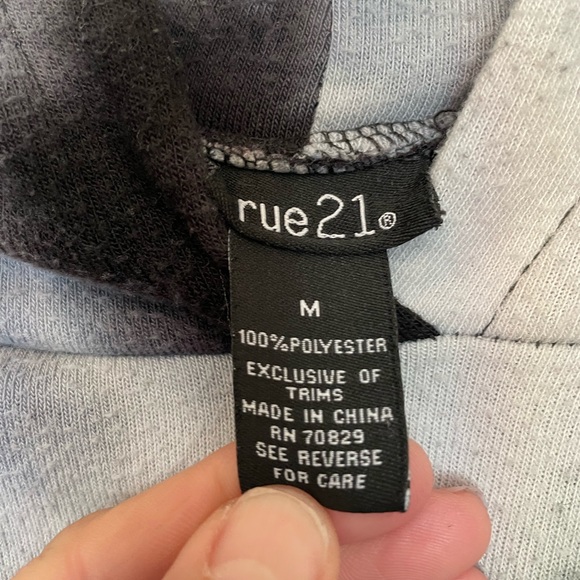 rue21®
M
100%POLYESTER
EXCLUSIVE OF
TRIMS
MADE IN CHINA
RN 70829
SEE REVERSE
FOR CARE